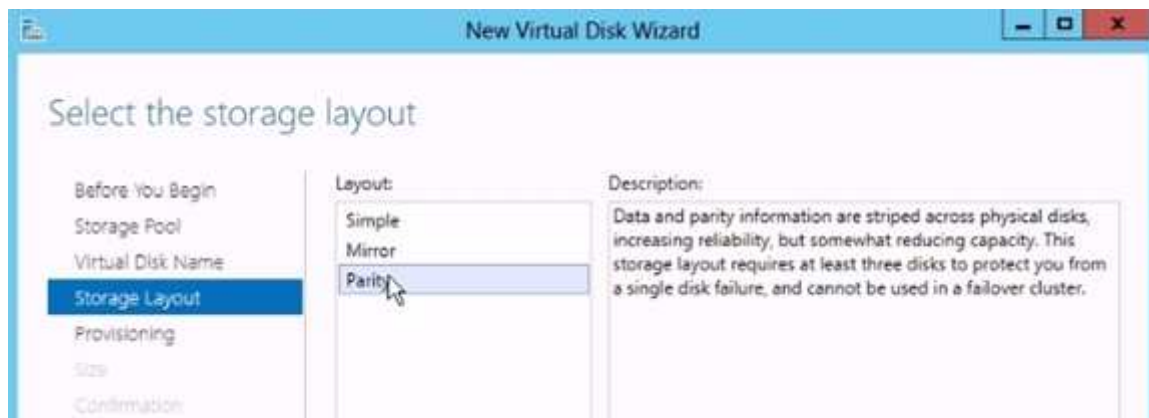 New Virtual Disk Wizard
Select the storage layout
Before You Begin
Storage Pool
Virtual Disk Name
Storage Layout
Provisioning
Size
Confirmation
Layout:
Simple
Mirror
Parity
Description:
Data and parity information are striped across physical disks,
increasing reliability, but somewhat reducing capacity. This
storage layout requires at least three disks to protect you from
a single disk failure, and cannot be used in a failover cluster.